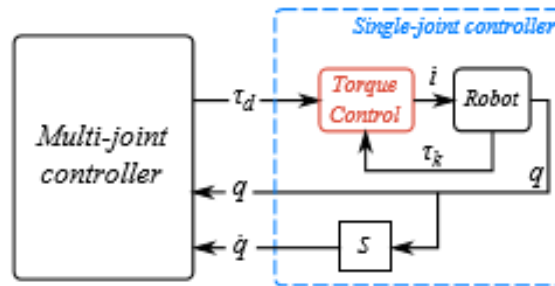 Single-joint controller
Multi-joint
controller
τd
Torque
Control
i
Robot
τk
q
q
q̇
S